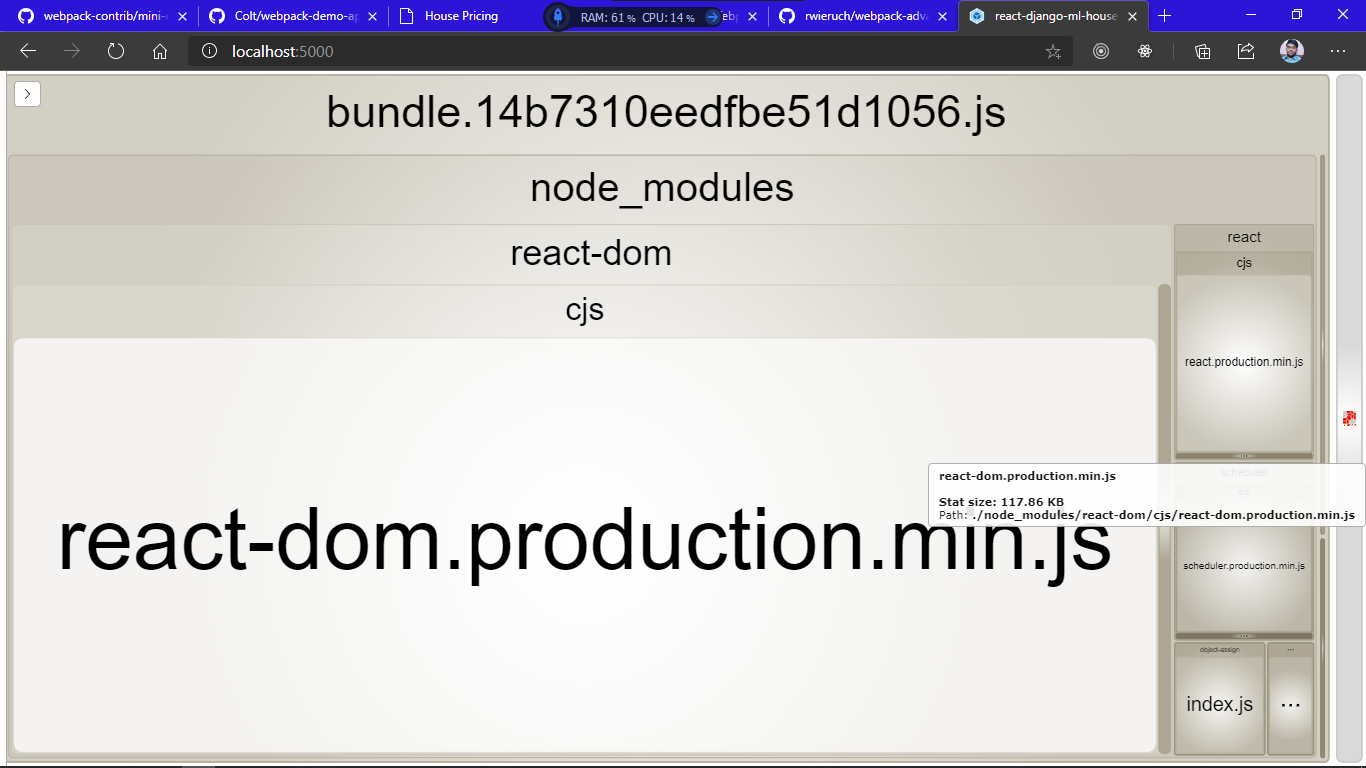 webpack-contrib/mini-c
Colt/webpack-demo-ap
House Pricing
RAM: 61 % CPU: 14 %
rwieruch/webpack-adva
react-django-ml-house
localhost:5000
bundle.14b7310eedfbe51d1056.js
node_modules
react-dom
react
cjs
cjs
react.production.min.js
react-dom.production.min.js
Stat size: 117.86 KB
Path: ./node_modules/react-dom/cjs/react-dom.production.min.js
scheduler
cjs
react-dom.production.min.js
scheduler.production.min.js
object-assign
...
index.js
...